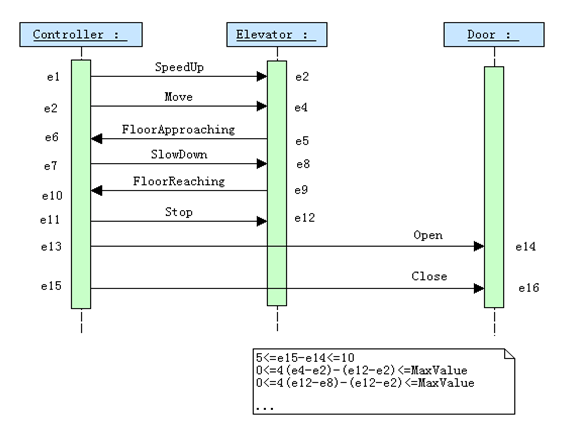 Controller : Elevator : Door :
e1 SpeedUp e2
e2 Move e4
e6 FloorApproaching e5
e7 SlowDown e8
e10 FloorReaching e9
e11 Stop e12
e13 Open e14
e15 Close e16
5<=e15-e14<=10
0<=4(e4-e2)-(e12-e2)<=MaxValue
0<=4(e12-e8)-(e12-e2)<=MaxValue
...